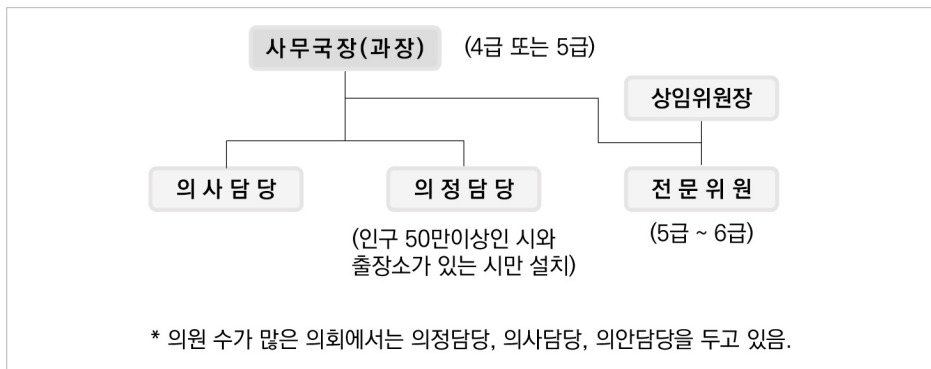 사무국장(과장) (4급 또는 5급)
상임위원장
의사담당 의정담당 전문위원
(인구 50만이상인 시와
출장소가 있는 시만 설치)
(5급 ~ 6급)
* 의원 수가 많은 의회에서는 의정담당, 의사담당, 의안담당을 두고 있음.